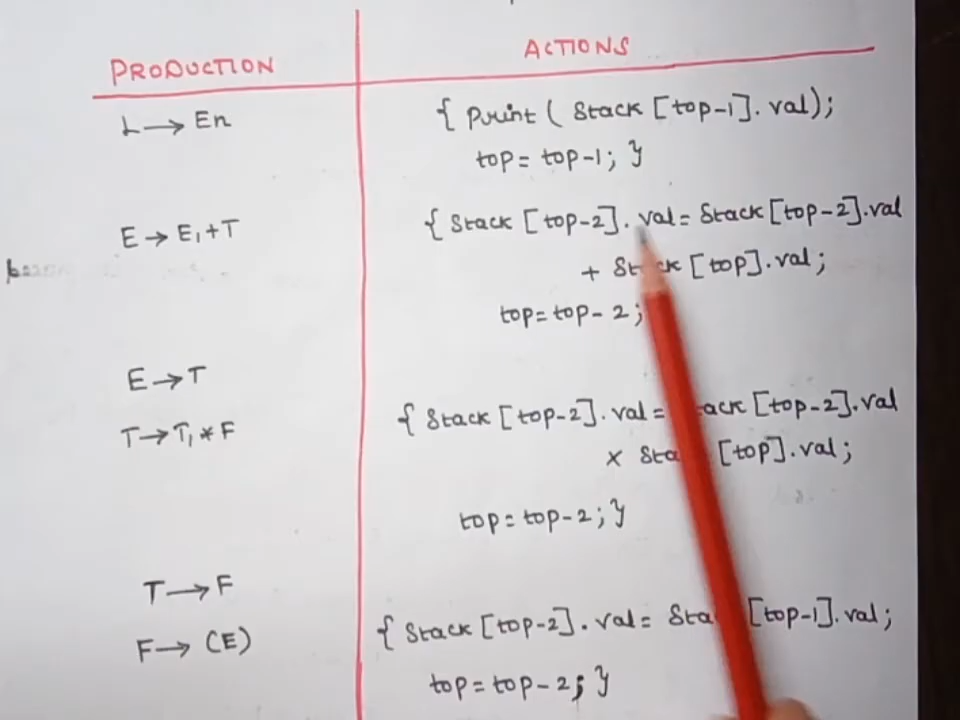 PRODUCTION ACTIONS
L → En { Print ( Stack [top-1]. val);
top = top-1; }
E → E₁+T { Stack [top-2]. val = Stack [top-2].val
+ Stack [top].val;
top = top-2;
E → T
T → T₁ * F { Stack [top-2]. val = Stack [top-2].val
× Stack [top].val;
top = top-2; }
T → F
F → (E) { Stack [top-2]. val = Stack [top-1].val;
top = top-2; }